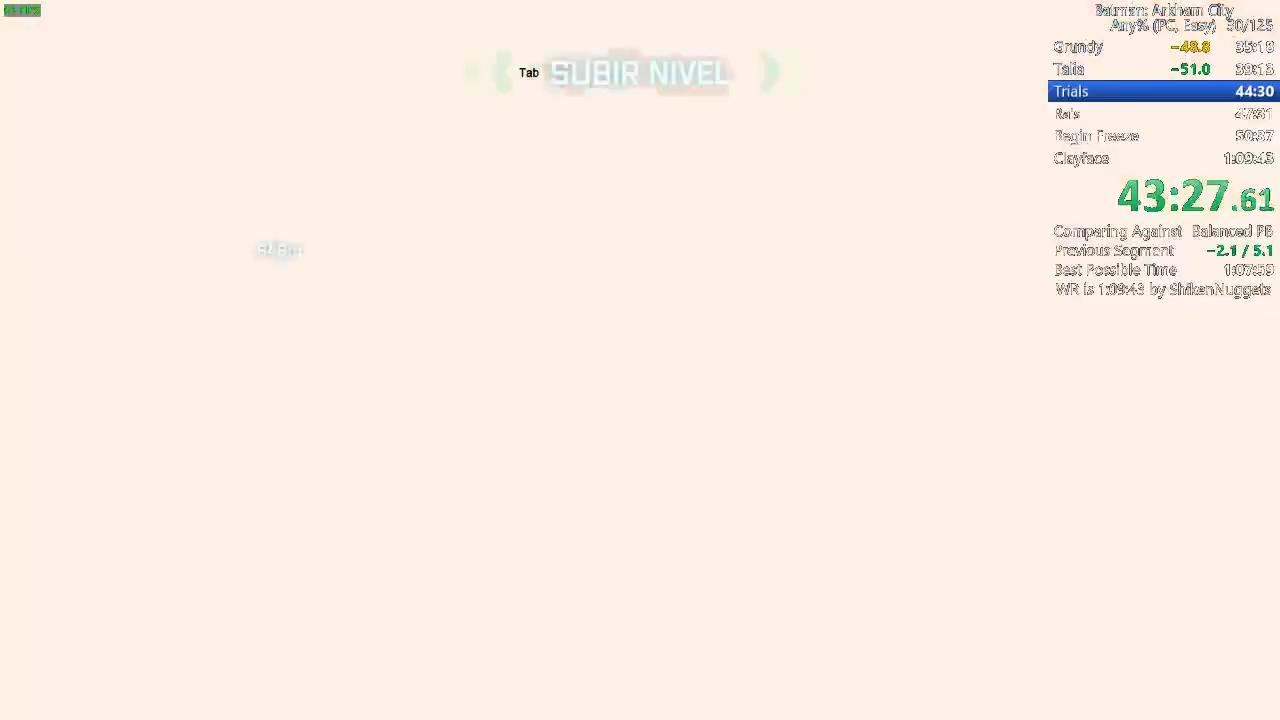 Batman: Arkham City
Any% (PC, Easy) 30/125
Tab SUBIR NIVEL
Grundy −48.8 35:18
Talia −51.0 39:13
Trials 44:30
Ra's 47:31
Begin Freeze 50:37
Clayface 1:09:43
43:27.61
Comparing Against Balanced PB
Previous Segment −2.1 / 5.1
Best Possible Time 1:07:59
WR is 1:09:43 by ShikenNuggets